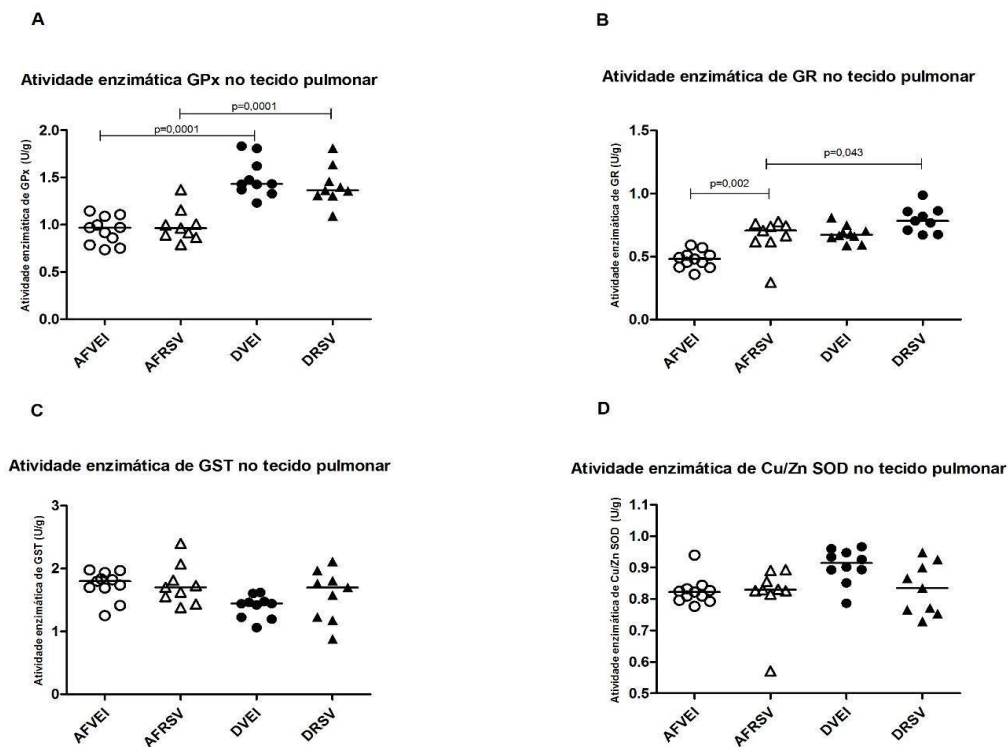 A
Atividade enzimática GPx no tecido pulmonar
p=0,0001
p=0,0001
Atividade enzimática de GPx (U/g)
2.0
1.5
1.0
0.5
0.0
AFVEI
AFRSV
DVEI
DRSV
B
Atividade enzimática de GR no tecido pulmonar
p=0,043
p=0,002
Atividade enzimática de GR (U/g)
1.5
1.0
0.5
0.0
AFVEI
AFRSV
DVEI
DRSV
C
Atividade enzimática de GST no tecido pulmonar
Atividade enzimática de GST (U/g)
3
2
1
0
AFVEI
AFRSV
DVEI
DRSV
D
Atividade enzimática de Cu/Zn SOD no tecido pulmonar
Atividade enzimática de Cu/Zn SOD (U/g)
1.1
1.0
0.9
0.8
0.7
0.6
0.5
AFVEI
AFRSV
DVEI
DRSV